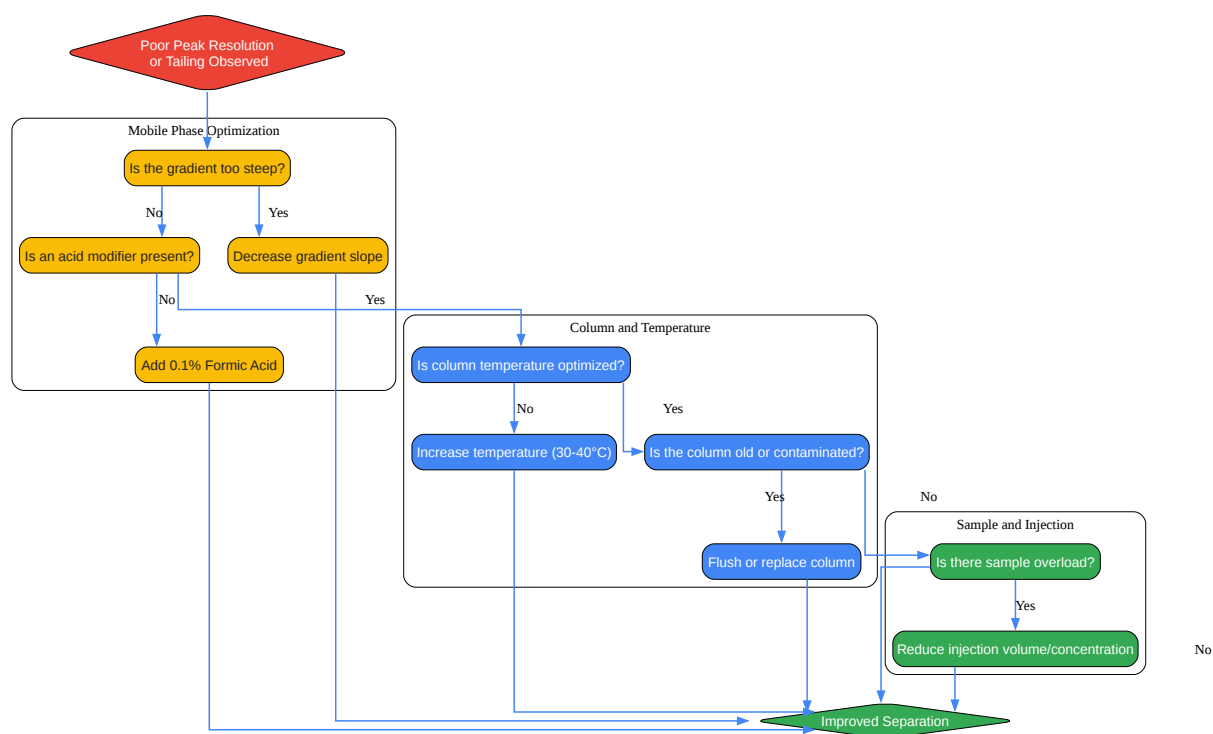 Poor Peak Resolution
or Tailing Observed
Mobile Phase Optimization
Is the gradient too steep?
No
Yes
Is an acid modifier present?
Decrease gradient slope
No
Yes
Add 0.1% Formic Acid
Column and Temperature
Is column temperature optimized?
No
Yes
Increase temperature (30-40°C)
Is the column old or contaminated?
Yes
No
Flush or replace column
Sample and Injection
Is there sample overload?
Yes
Reduce injection volume/concentration
No
Improved Separation